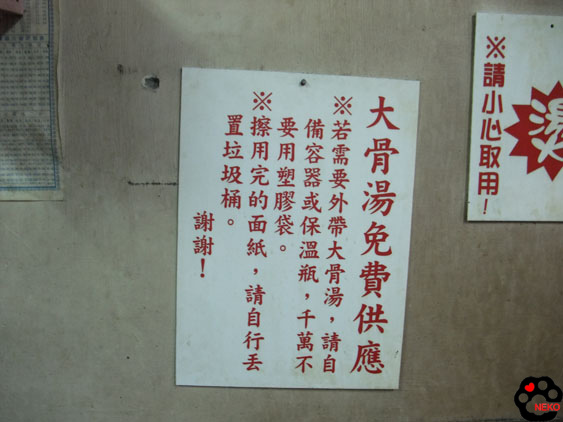 大骨湯免費供應
※若需要外帶大骨湯，請自
備容器或保溫瓶，千萬不
要用塑膠袋。
※擦用完的面紙，請自行丟
置垃圾桶。
謝謝！
燙
※請小心取用！
NEKO